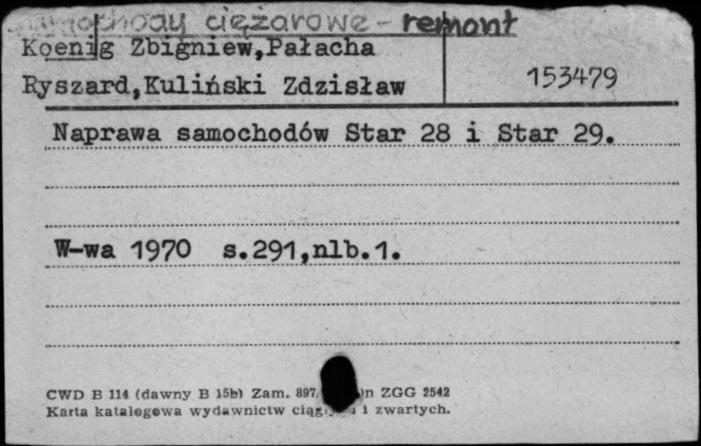 samochody ciężarowe - remont
Koenig Zbigniew,Pałacha
Ryszard,Kuliński Zdzisław
153479
Naprawa samochodów Star 28 i Star 29.
W-wa 1970 s.291,nlb.1.
CWD B 114 (dawny B 15b) Zam. 897 ZGG 2542
Karta katalogowa wydawnictw i zwartych.